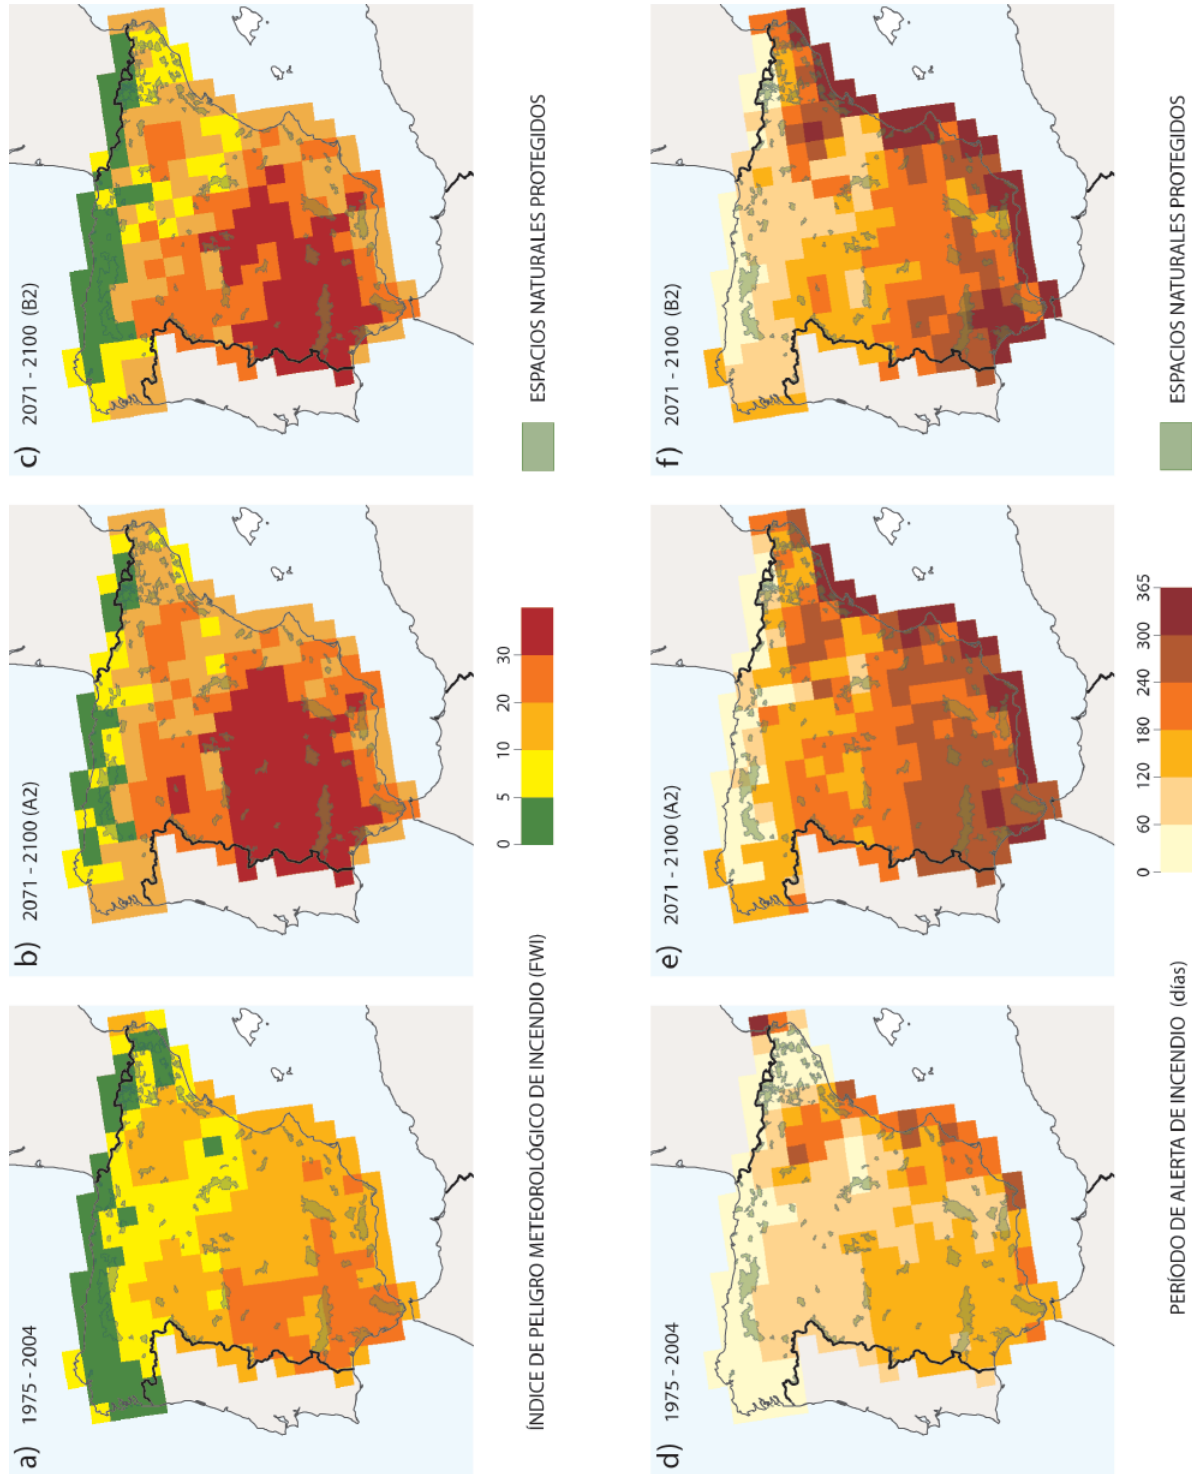 a) 1975 - 2004
b) 2071 - 2100 (A2)
c) 2071 - 2100 (B2)
ÍNDICE DE PELIGRO METEOROLÓGICO DE INCENDIO (FWI)
0 5 10 20 30
ESPACIOS NATURALES PROTEGIDOS
d) 1975 - 2004
e) 2071 - 2100 (A2)
f) 2071 - 2100 (B2)
PERÍODO DE ALERTA DE INCENDIO (días)
0 60 120 180 240 300 365
ESPACIOS NATURALES PROTEGIDOS